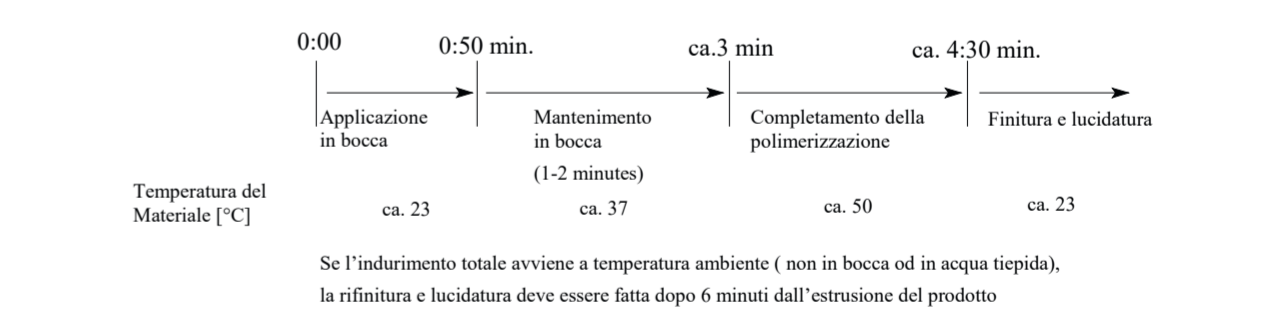 0:00 0:50 min. ca.3 min ca. 4:30 min.
Applicazione Mantenimento Completamento della Finitura e lucidatura
in bocca in bocca polimerizzazione
(1-2 minutes)
Temperatura del
Materiale [°C] ca. 23 ca. 37 ca. 50 ca. 23
Se l’indurimento totale avviene a temperatura ambiente ( non in bocca od in acqua tiepida),
la rifinitura e lucidatura deve essere fatta dopo 6 minuti dall’estrusione del prodotto